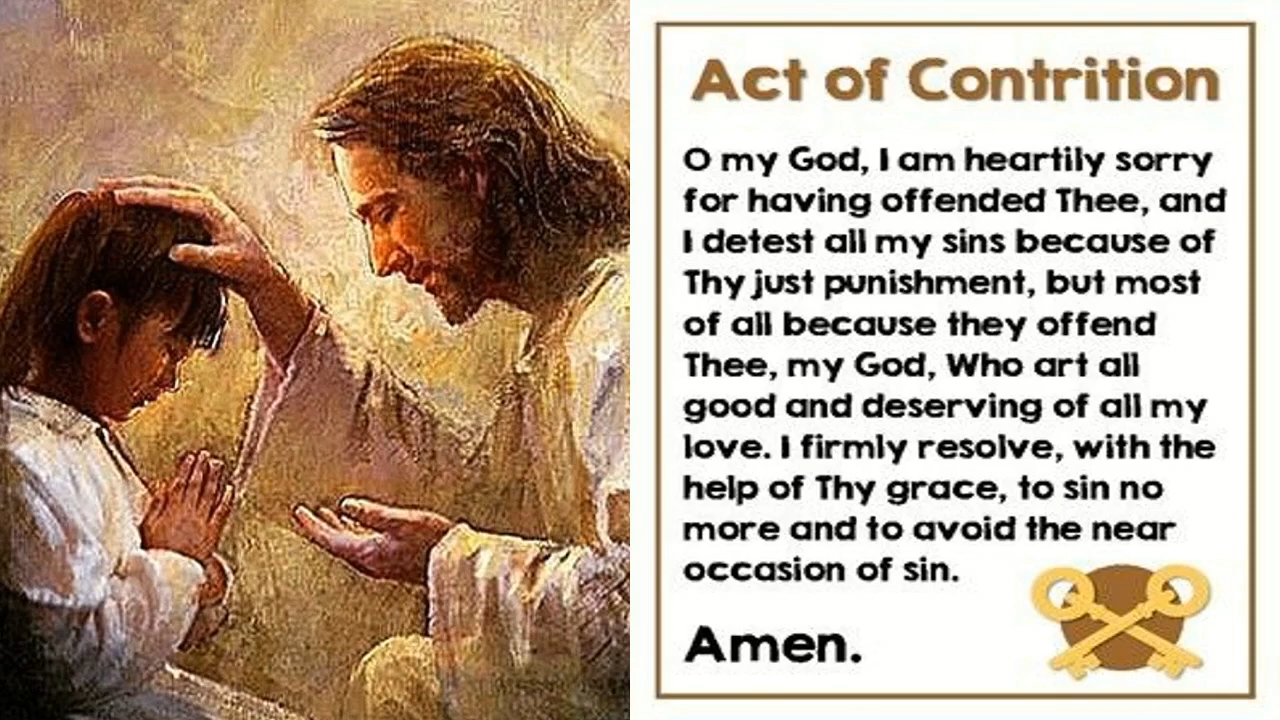 Act of Contrition
O my God, I am heartily sorry
for having offended Thee, and
I detest all my sins because of
Thy just punishment, but most
of all because they offend
Thee, my God, Who art all
good and deserving of all my
love. I firmly resolve, with the
help of Thy grace, to sin no
more and to avoid the near
occasion of sin.
Amen.